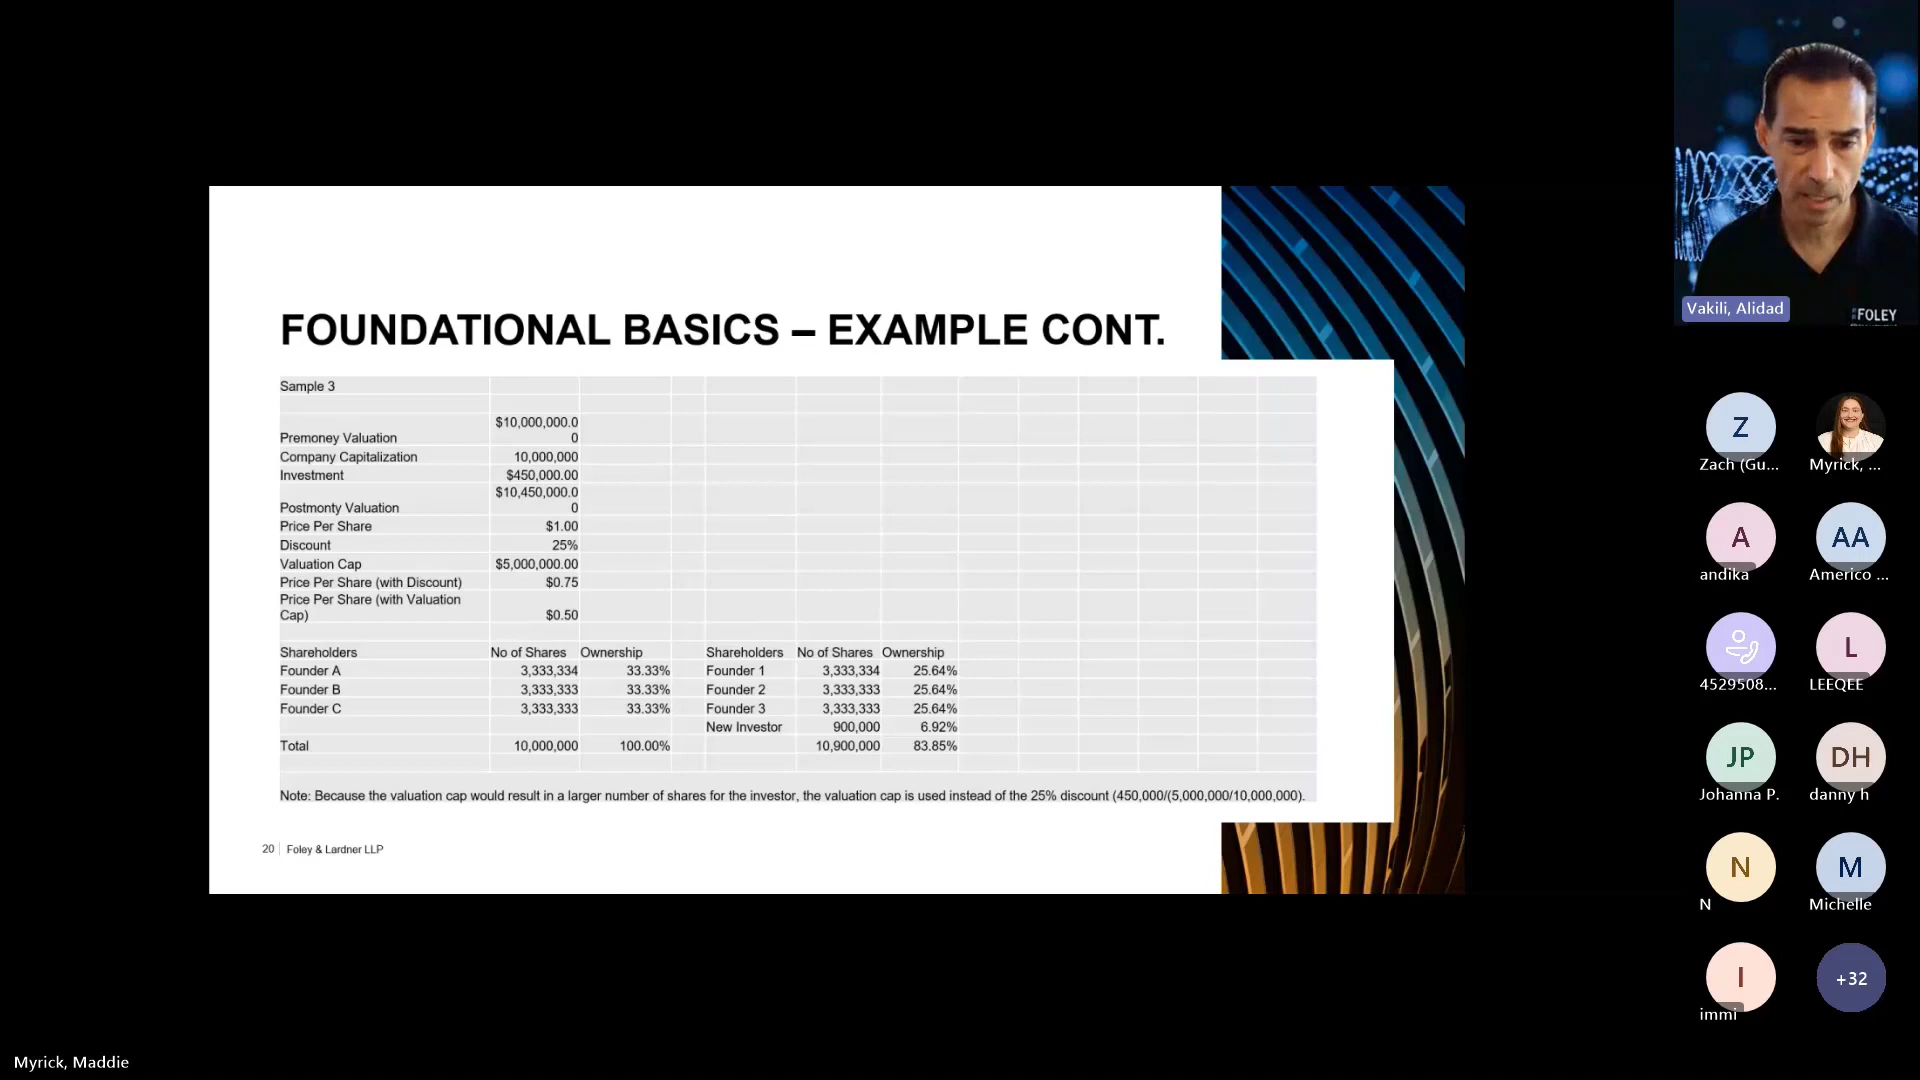 FOUNDATIONAL BASICS – EXAMPLE CONT.
Sample 3
Premoney Valuation $10,000,000.00
Company Capitalization 10,000,000
Investment $450,000.00
Postmonty Valuation $10,450,000.00
Price Per Share $1.00
Discount 25%
Valuation Cap $5,000,000.00
Price Per Share (with Discount) $0.75
Price Per Share (with Valuation Cap) $0.50
Shareholders No of Shares Ownership Shareholders No of Shares Ownership
Founder A 3,333,334 33.33% Founder 1 3,333,334 25.64%
Founder B 3,333,333 33.33% Founder 2 3,333,333 25.64%
Founder C 3,333,333 33.33% Founder 3 3,333,333 25.64%
New Investor 900,000 6.92%
Total 10,000,000 100.00% 10,900,000 83.85%
Note: Because the valuation cap would result in a larger number of shares for the investor, the valuation cap is used instead of the 25% discount (450,000/(5,000,000/10,000,000).
20 Foley & Lardner LLP
Vakili, Alidad
FOLEY
Z
Zach (Gu...
Myrick, ...
A
andika
AA
Americo ...
4529508...
L
LEEQEE
JP
Johanna P.
DH
danny h
N
N
M
Michelle
I
immi
+32
Myrick, Maddie